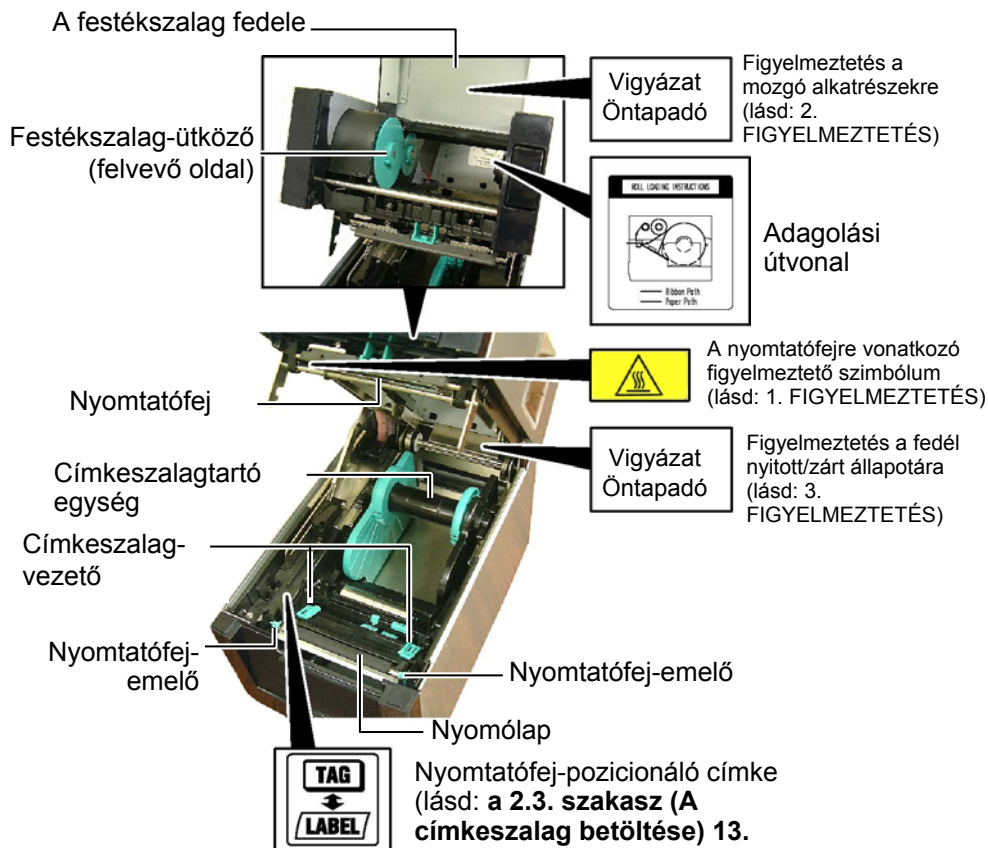 A festékszalag fedele
Vigyázat
Öntapadó
Figyelmeztetés a
mozgó alkatrészekre
(lásd: 2.
FIGYELMEZTETÉS)
Festékszalag-ütköző
(felvevő oldal)
ROLL LOADING INSTRUCTIONS
Ribbon Path
Paper Path
Adagolási
útvonal
A nyomtatófejre vonatkozó
figyelmeztető szimbólum
(lásd: 1. FIGYELMEZTETÉS)
Nyomtatófej
Vigyázat
Öntapadó
Figyelmeztetés a fedél
nyitott/zárt állapotára
(lásd: 3.
FIGYELMEZTETÉS)
Címkeszalagtartó
egység
Címkeszalag-
vezető
Nyomtatófej-
emelő
Nyomtatófej-emelő
Nyomólap
TAG
LABEL
Nyomtatófej-pozicionáló címke
(lásd: a 2.3. szakasz (A
címkeszalag betöltése) 13.